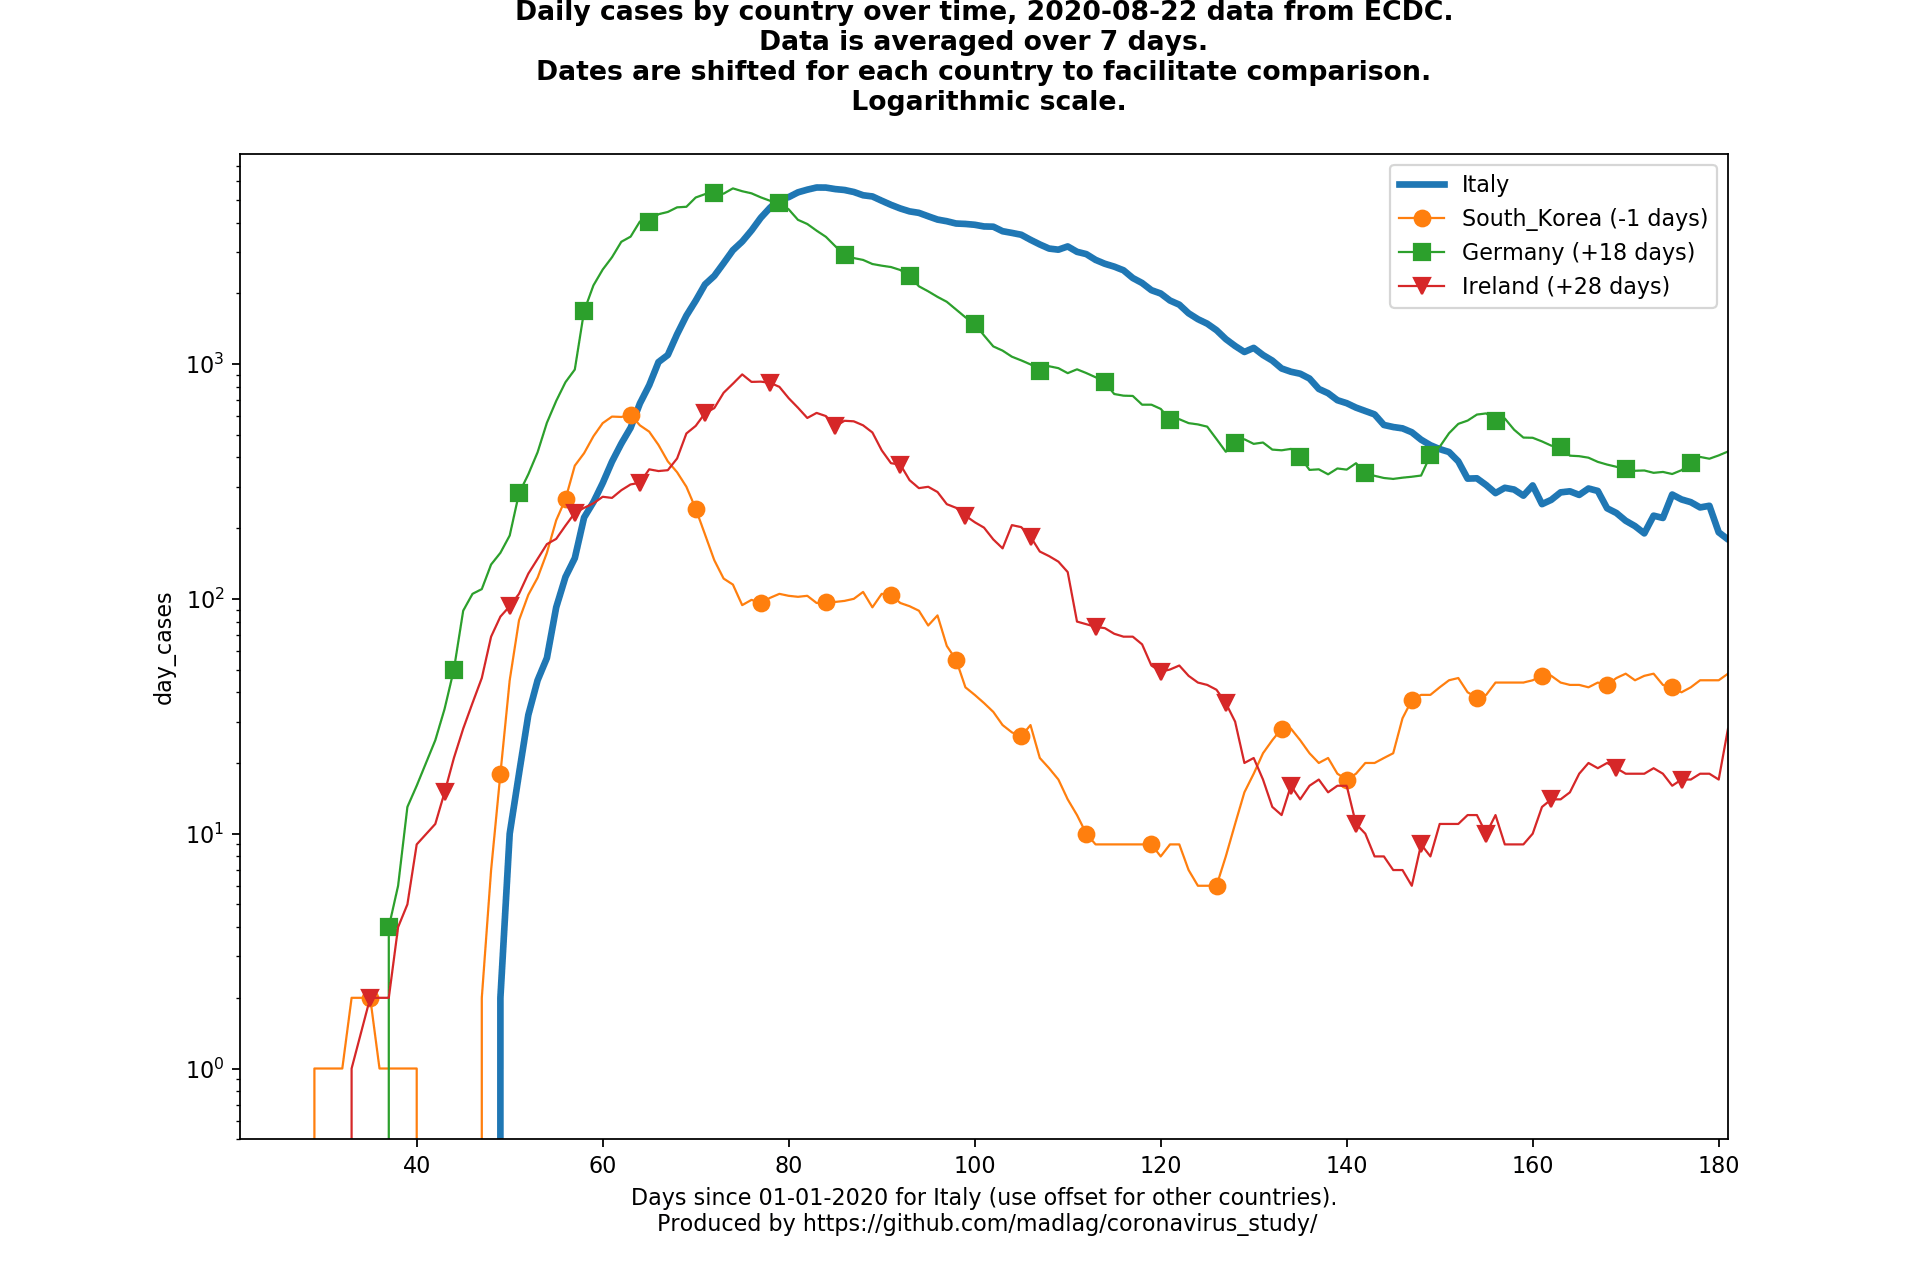 Daily cases by country over time, 2020-08-22 data from ECDC.
Data is averaged over 7 days.
Dates are shifted for each country to facilitate comparison.
Logarithmic scale.
Italy
South_Korea (-1 days)
Germany (+18 days)
Ireland (+28 days)
10³
10²
10¹
10⁰
day_cases
40 60 80 100 120 140 160 180
Days since 01-01-2020 for Italy (use offset for other countries).
Produced by https://github.com/madlag/coronavirus_study/